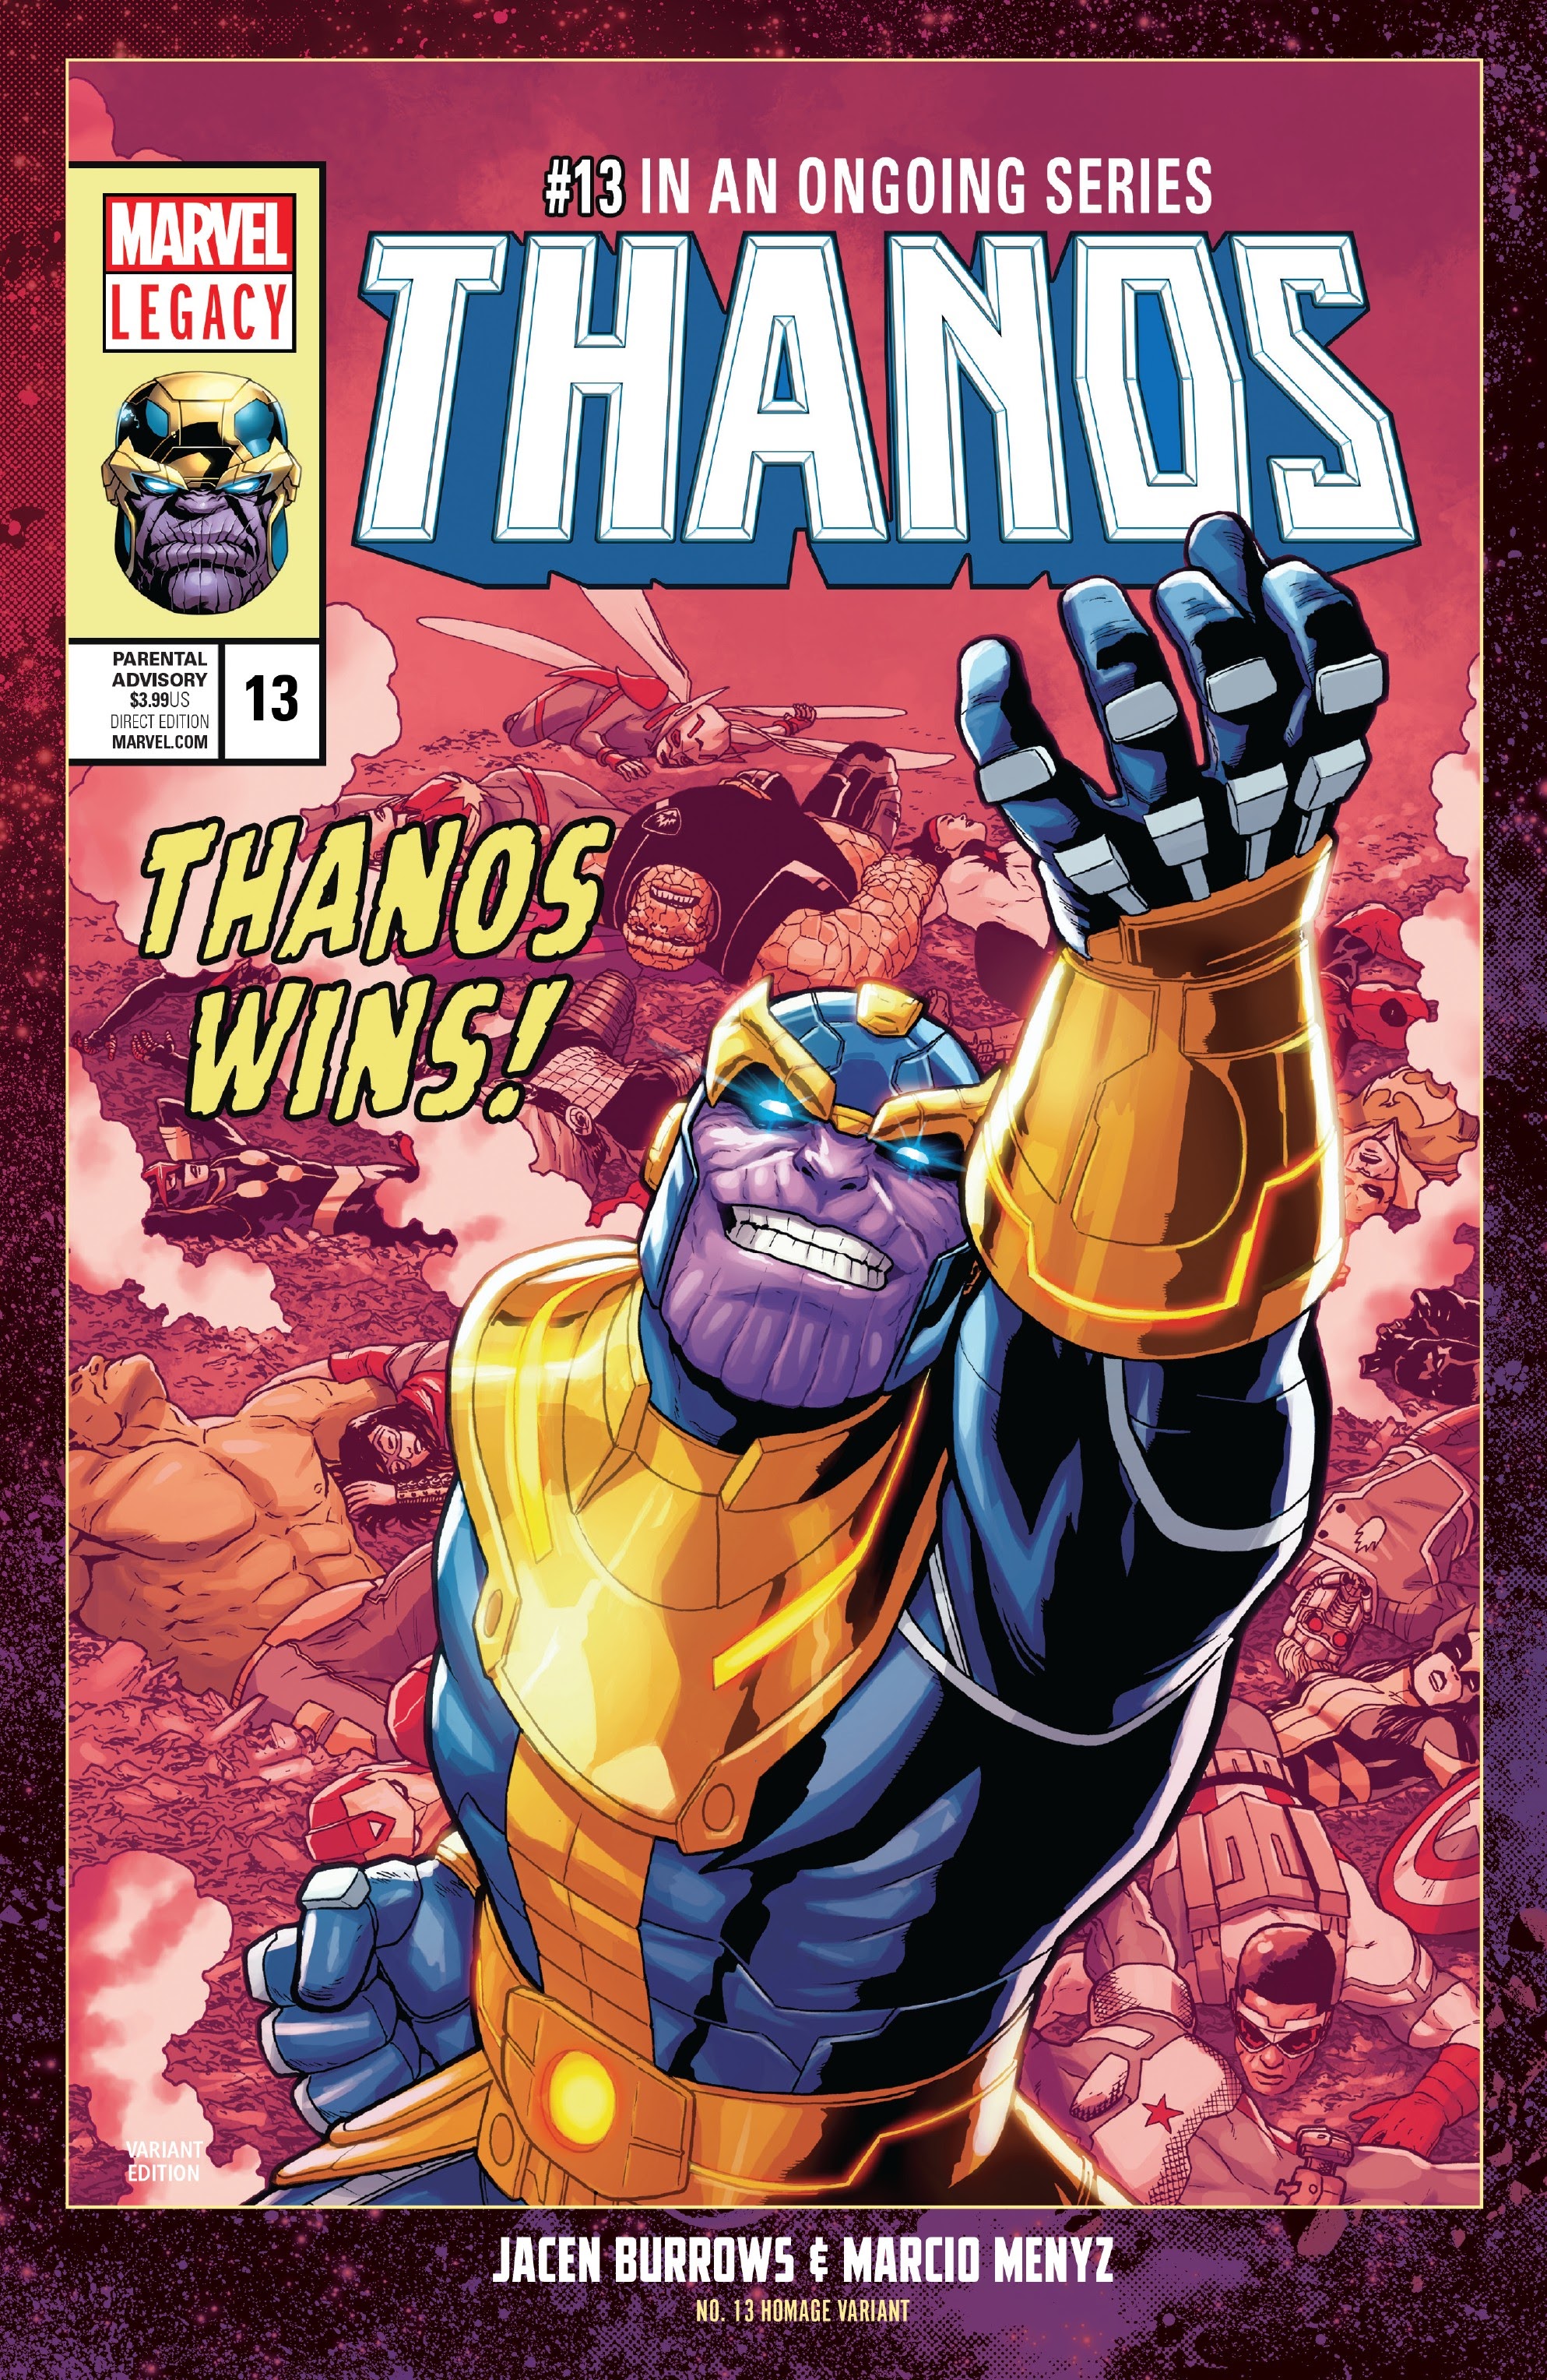 #13 IN AN ONGOING SERIES
THANOS
MARVEL
LEGACY
PARENTAL
ADVISORY
$3.99US
DIRECT EDITION
MARVEL.COM
13
THANOS
WINS!
VARIANT
EDITION
JACEN BURROWS & MARCIO MENYZ
NO. 13 HOMAGE VARIANT